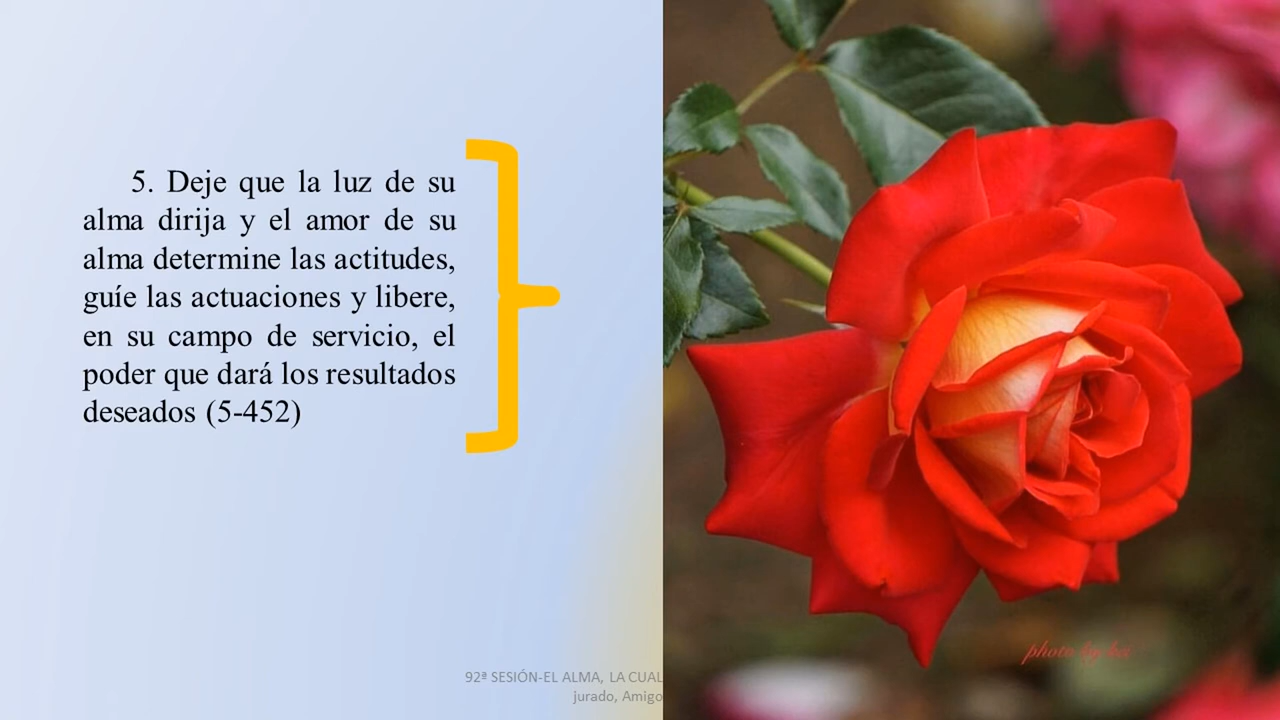 5. Deje que la luz de su
alma dirija y el amor de su
alma determine las actitudes,
guíe las actuaciones y libere,
en su campo de servicio, el
poder que dará los resultados
deseados (5-452)
92ª SESIÓN-EL ALMA, LA CUAL
jurado, Amigo
photo by